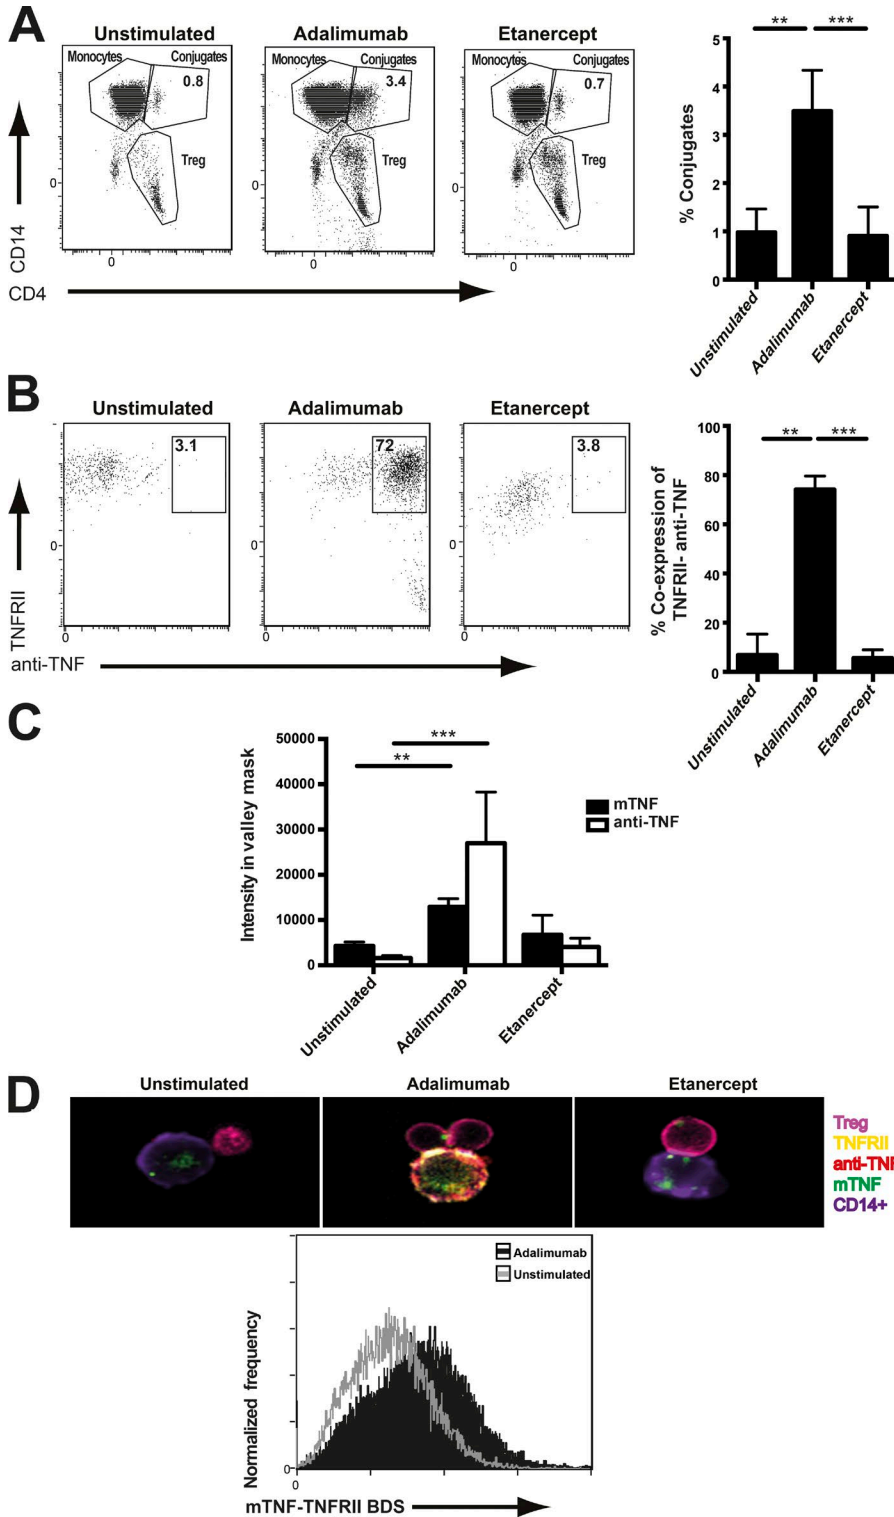 A
Unstimulated
Adalimumab
Etanercept
Monocytes
Conjugates
0.8
Treg
0
0
Monocytes
Conjugates
3.4
Treg
0
0
Monocytes
Conjugates
0.7
Treg
0
0
CD14
CD4
** ***
% Conjugates
5
4
3
2
1
0
Unstimulated
Adalimumab
Etanercept
B
Unstimulated
Adalimumab
Etanercept
3.1
0
0
72
0
0
3.8
0
0
TNFRII
anti-TNF
** ***
% Co-expression of
TNFRII- anti-TNF
100
80
60
40
20
0
Unstimulated
Adalimumab
Etanercept
C
Intensity in valley mask
50000
40000
30000
20000
10000
0
***
**
mTNF
anti-TNF
Unstimulated
Adalimumab
Etanercept
D
Unstimulated
Adalimumab
Etanercept
Treg
TNFRII
anti-TNF
mTNF
CD14+
Adalimumab
Unstimulated
Normalized frequency
0
0
mTNF-TNFRII BDS